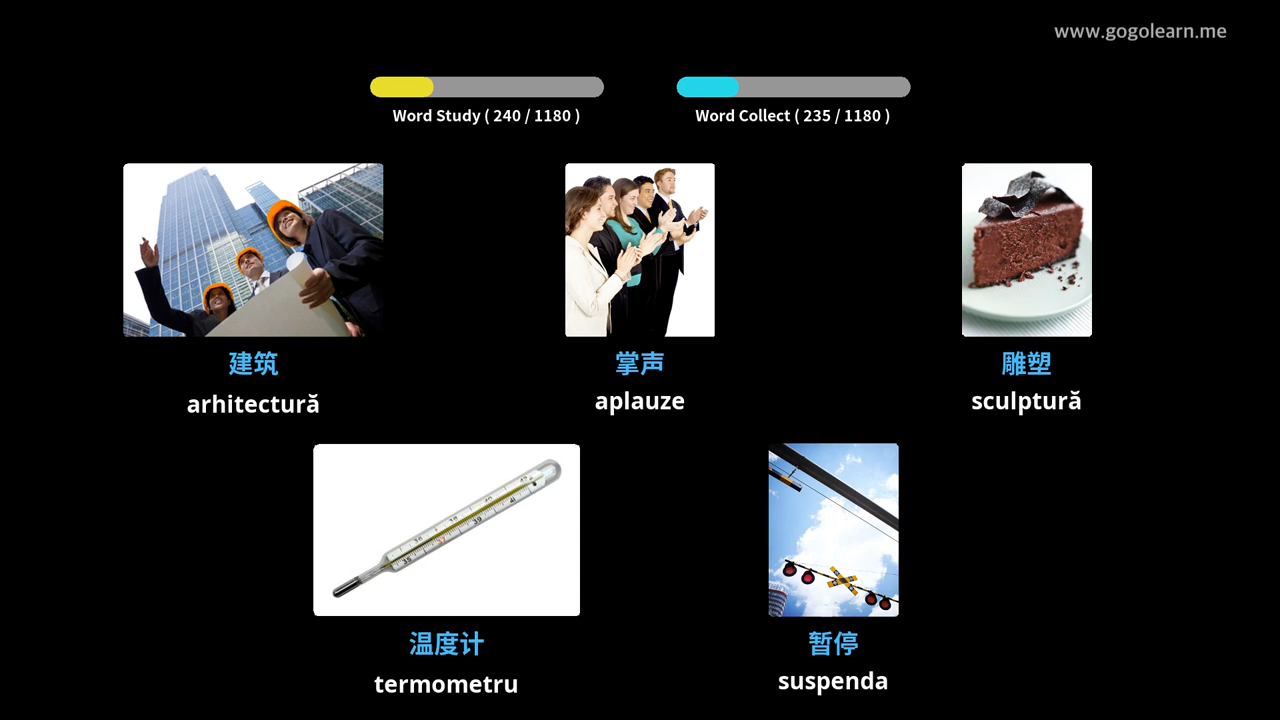 www.gogolearn.me
Word Study ( 240 / 1180 )
Word Collect ( 235 / 1180 )
建筑
arhitectură
掌声
aplauze
雕塑
sculptură
温度计
termometru
暂停
suspenda